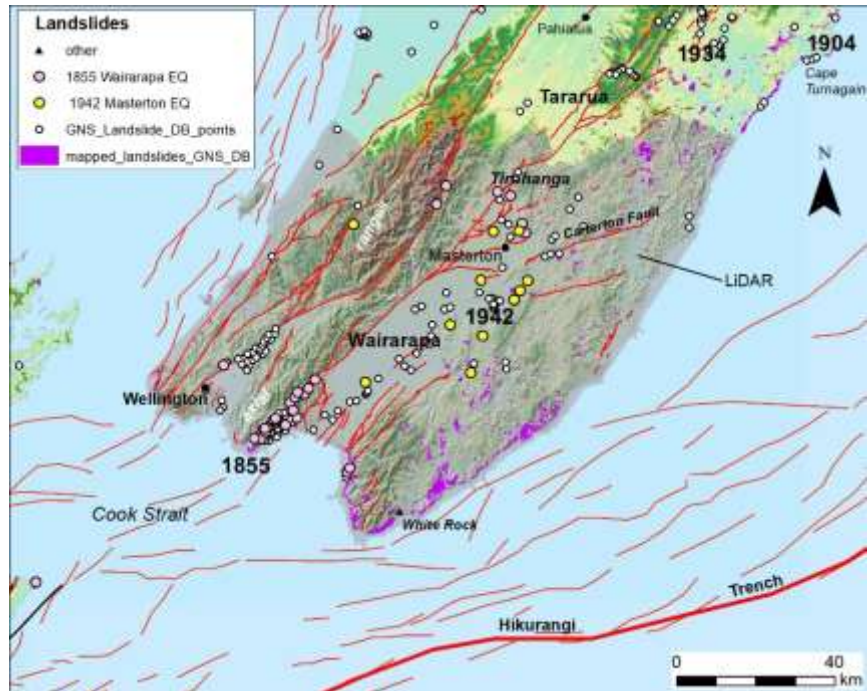 Landslides
other
1855 Wairarapa EQ
1942 Masterton EQ
GNS_Landslide_DB_points
mapped_landslides_GNS_DB
Pahiatua
1934
1904
Cape
Turnagain
Tararua
N
Tinahanga
Carterton Fault
Masterton
LiDAR
1942
Wairarapa
Wellington
1855
Cook Strait
White Rock
Trench
Hikurangi
0 40
km